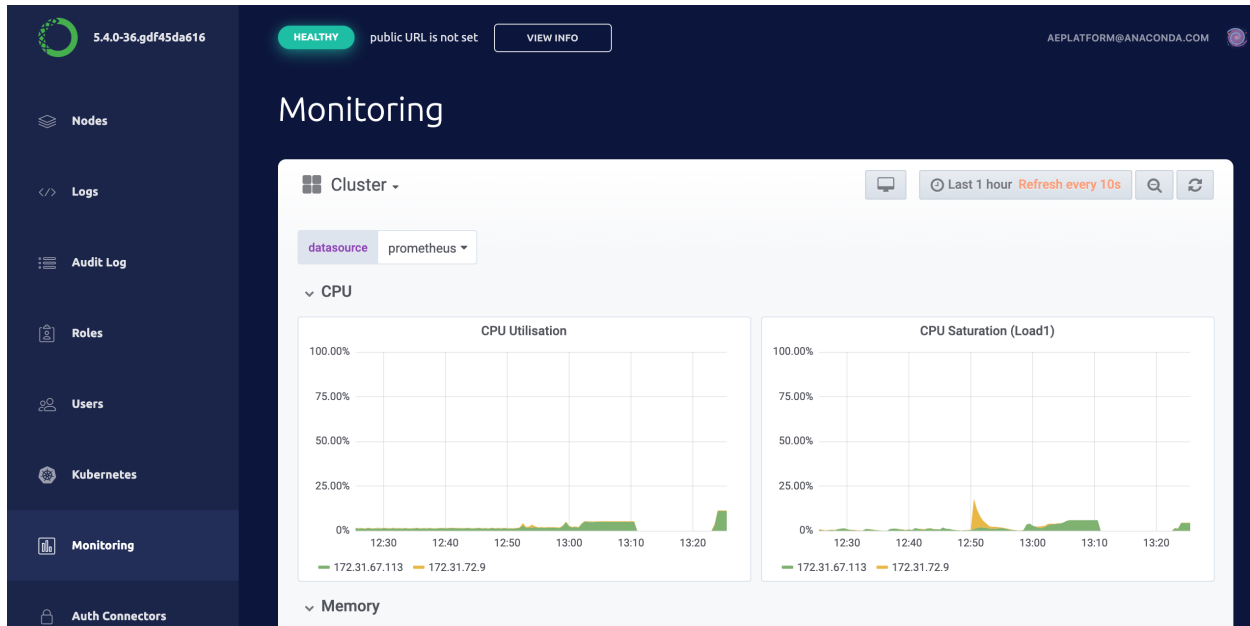 5.4.0-36.gdf45da616
HEALTHY public URL is not set VIEW INFO
AEPLATFORM@ANACONDA.COM
Nodes
Logs
Audit Log
Roles
Users
Kubernetes
Monitoring
Auth Connectors
Monitoring
Cluster
Last 1 hour Refresh every 10s
datasource prometheus
CPU
CPU Utilisation
100.00%
75.00%
50.00%
25.00%
0%
12:30 12:40 12:50 13:00 13:10 13:20
172.31.67.113 172.31.72.9
CPU Saturation (Load1)
100.00%
75.00%
50.00%
25.00%
0%
12:30 12:40 12:50 13:00 13:10 13:20
172.31.67.113 172.31.72.9
Memory